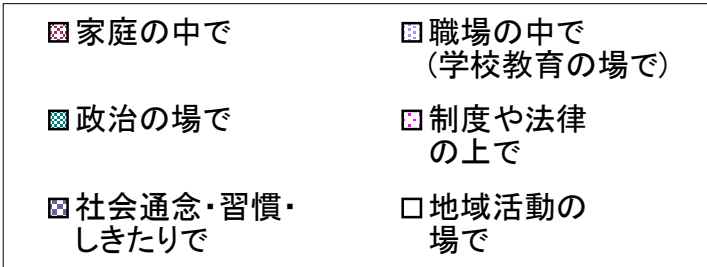 家庭の中で
職場の中で
(学校教育の場で)
政治の場で
制度や法律
の上で
社会通念・習慣・
しきたりで
地域活動の
場で